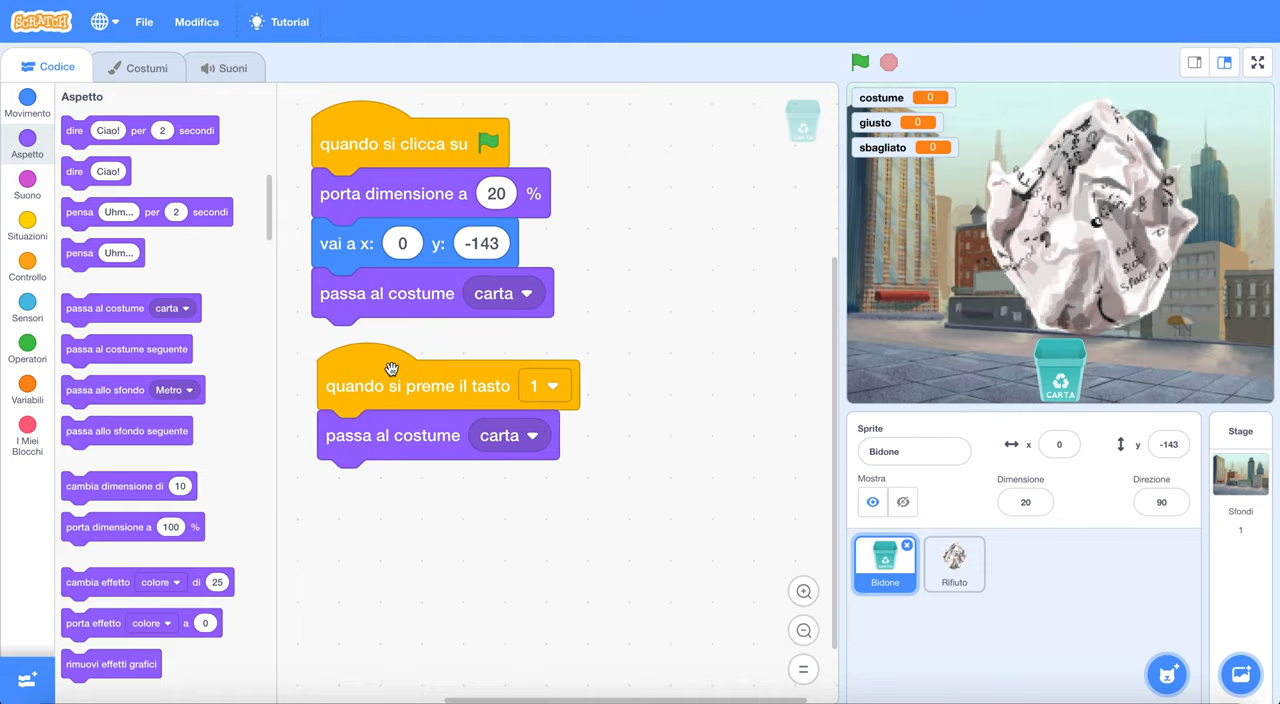 SCRATCH
File
Modifica
Tutorial
Codice
Costumi
Suoni
Movimento
Aspetto
Suono
Situazioni
Controllo
Sensori
Operatori
Variabili
I Miei
Blocchi
Aspetto
dire Ciao! per 2 secondi
dire Ciao!
pensa Uhm... per 2 secondi
pensa Uhm...
passa al costume carta
passa al costume seguente
passa allo sfondo Metro
passa allo sfondo seguente
cambia dimensione di 10
porta dimensione a 100 %
cambia effetto colore di 25
porta effetto colore a 0
rimuovi effetti grafici
quando si clicca su
porta dimensione a 20 %
vai a x: 0 y: -143
passa al costume carta
quando si preme il tasto 1
passa al costume carta
CARTA
costume 0
giusto 0
sbagliato 0
CARTA
Sprite
Bidone
x 0
y -143
Mostra
Dimensione
20
Direzione
90
Bidone
Rifiuto
Stage
Sfondi
1